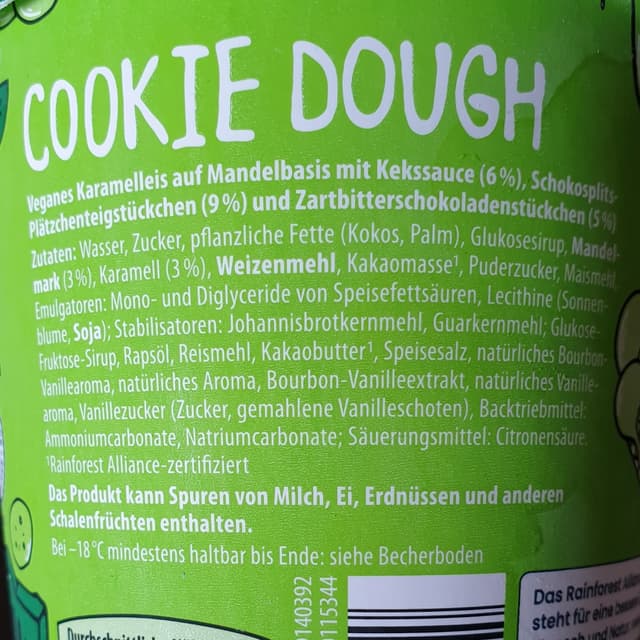 COOKIE DOUGH
Veganes Karamelleis auf Mandelbasis mit Kekssauce (6 %), Schokosplits-
Plätzchenteigstückchen (9 %) und Zartbitterschokoladenstückchen (5 %)
Zutaten: Wasser, Zucker, pflanzliche Fette (Kokos, Palm), Glukosesirup, Mandel-
mark (3 %), Karamell (3 %), Weizenmehl, Kakaomasse¹, Puderzucker, Maismehl,
Emulgatoren: Mono- und Diglyceride von Speisefettsäuren, Lecithine (Sonnen-
blume, Soja); Stabilisatoren: Johannisbrotkernmehl, Guarkernmehl; Glukose-
Fruktose-Sirup, Rapsöl, Reismehl, Kakaobutter¹, Speisesalz, natürliches Bourbon-
Vanillearoma, natürliches Aroma, Bourbon-Vanilleextrakt, natürliches Vanille-
aroma, Vanillezucker (Zucker, gemahlene Vanilleschoten), Backtriebmittel:
Ammoniumcarbonate, Natriumcarbonate; Säuerungsmittel: Citronensäure.
¹Rainforest Alliance-zertifiziert
Das Produkt kann Spuren von Milch, Ei, Erdnüssen und anderen
Schalenfrüchten enthalten.
Bei –18 °C mindestens haltbar bis Ende: siehe Becherboden
140392
115344
Das Rainforest
steht für eine
und Natur